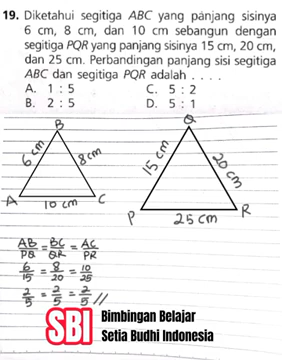 19. Diketahui segitiga ABC yang panjang sisinya
6 cm, 8 cm, dan 10 cm sebangun dengan
segitiga PQR yang panjang sisinya 15 cm, 20 cm,
dan 25 cm. Perbandingan panjang sisi segitiga
ABC dan segitiga PQR adalah . . . .
A. 1 : 5 C. 5 : 2
B. 2 : 5 D. 5 : 1
B Q
6 cm 8 cm 15 cm 20 cm
A 10 cm C
P 25 cm R
AB/PQ = BC/QR = AC/PR
6/15 = 8/20 = 10/25
2/5 = 2/5 = 2/5 //
SBI Bimbingan Belajar
Setia Budhi Indonesia